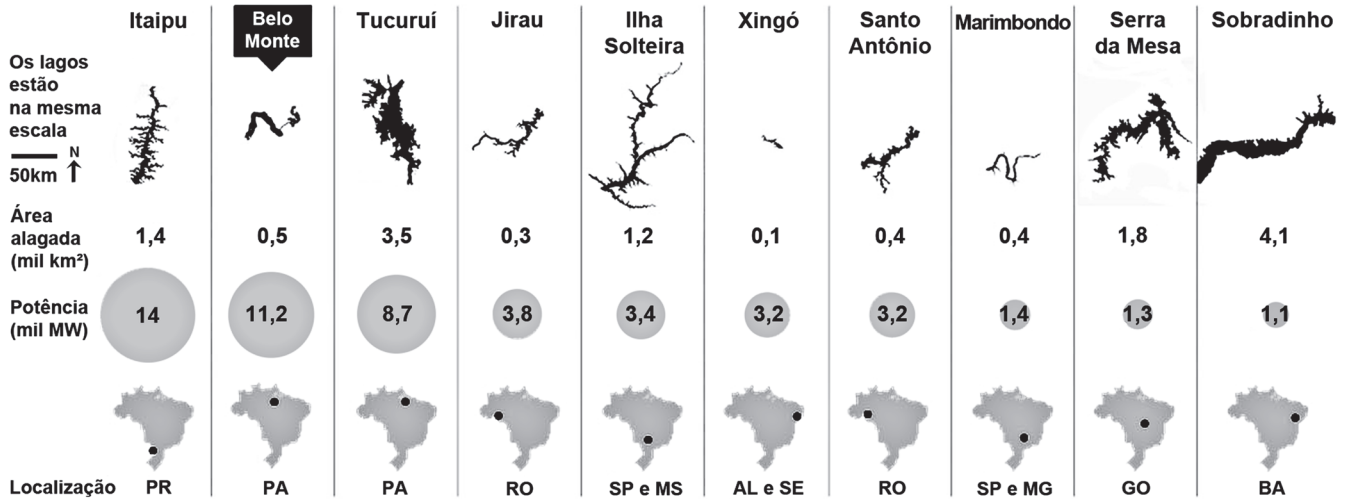 Itaipu
Belo
Monte
Tucuruí
Jirau
Ilha
Solteira
Xingó
Santo
Antônio
Marimbondo
Serra
da Mesa
Sobradinho
Os lagos
estão
na mesma
escala
N
50km
Área
alagada
(mil km²)
1,4
0,5
3,5
0,3
1,2
0,1
0,4
0,4
1,8
4,1
Potência
(mil MW)
14
11,2
8,7
3,8
3,4
3,2
3,2
1,4
1,3
1,1
Localização
PR
PA
PA
RO
SP e MS
AL e SE
RO
SP e MG
GO
BA